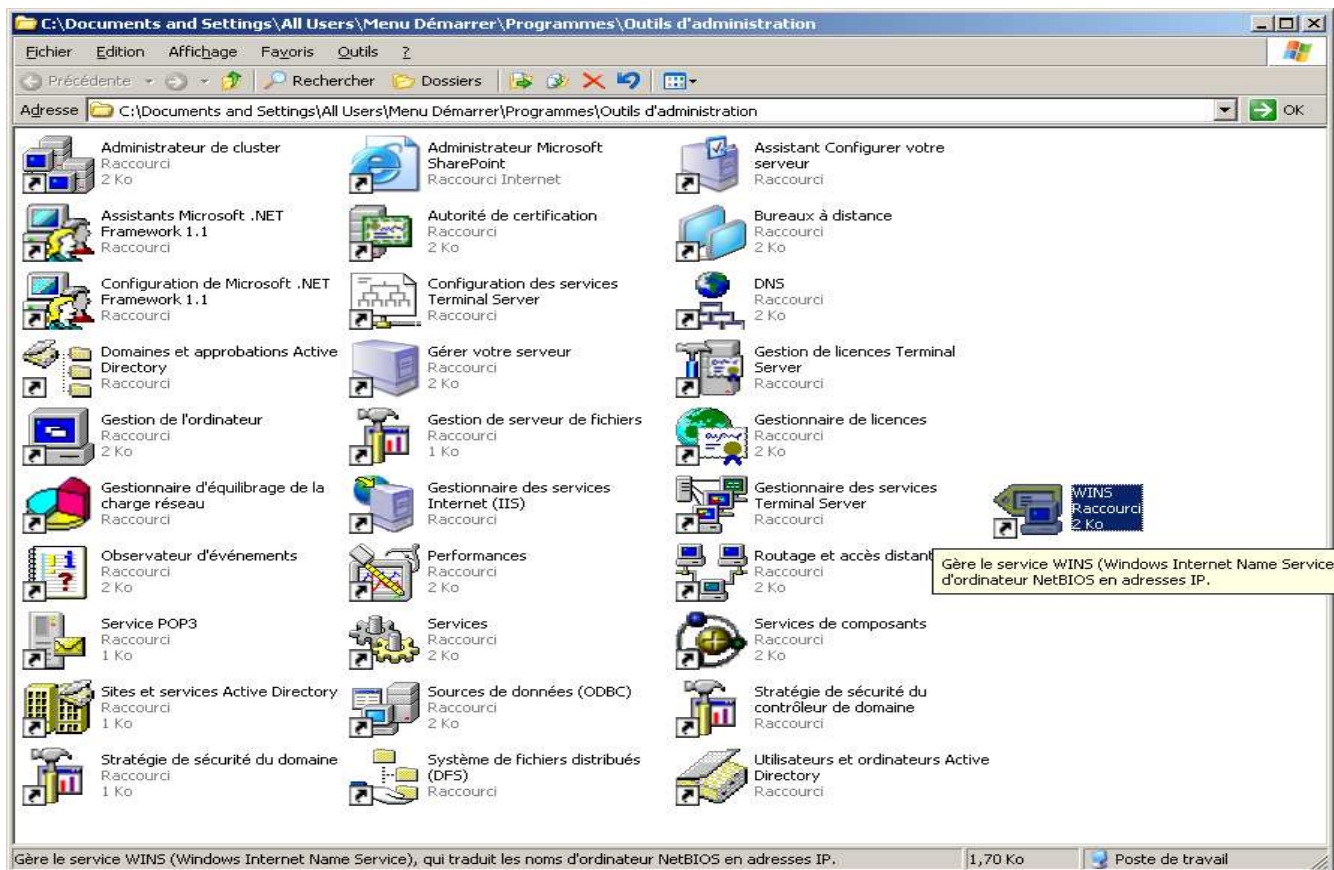 C:\Documents and Settings\All Users\Menu Démarrer\Programmes\Outils d'administration
Fichier Edition Affichage Favoris Outils ?
Précédente Rechercher Dossiers
Adresse C:\Documents and Settings\All Users\Menu Démarrer\Programmes\Outils d'administration OK
Administrateur de cluster
Raccourci
2 Ko
Administrateur Microsoft
SharePoint
Raccourci Internet
Assistant Configurer votre
serveur
Raccourci
Assistants Microsoft .NET
Framework 1.1
Raccourci
Autorité de certification
Raccourci
2 Ko
Bureaux à distance
Raccourci
2 Ko
Configuration de Microsoft .NET
Framework 1.1
Raccourci
Configuration des services
Terminal Server
Raccourci
DNS
Raccourci
2 Ko
Domaines et approbations Active
Directory
Raccourci
Gérer votre serveur
Raccourci
2 Ko
Gestion de licences Terminal
Server
Raccourci
Gestion de l'ordinateur
Raccourci
2 Ko
Gestion de serveur de fichiers
Raccourci
1 Ko
Gestionnaire de licences
Raccourci
2 Ko
Gestionnaire d'équilibrage de la
charge réseau
Raccourci
Gestionnaire des services
Internet (IIS)
Raccourci
Gestionnaire des services
Terminal Server
Raccourci
WINS
Raccourci
2 Ko
Observateur d'événements
Raccourci
2 Ko
Performances
Raccourci
2 Ko
Routage et accès distant
Raccourci
2 Ko
Gère le service WINS (Windows Internet Name Service
d'ordinateur NetBIOS en adresses IP.
Service POP3
Raccourci
1 Ko
Services
Raccourci
2 Ko
Services de composants
Raccourci
2 Ko
Sites et services Active Directory
Raccourci
1 Ko
Sources de données (ODBC)
Raccourci
2 Ko
Stratégie de sécurité du
contrôleur de domaine
Raccourci
Stratégie de sécurité du domaine
Raccourci
1 Ko
Système de fichiers distribués
(DFS)
Raccourci
Utilisateurs et ordinateurs Active
Directory
Raccourci
Gère le service WINS (Windows Internet Name Service), qui traduit les noms d'ordinateur NetBIOS en adresses IP. 1,70 Ko Poste de travail